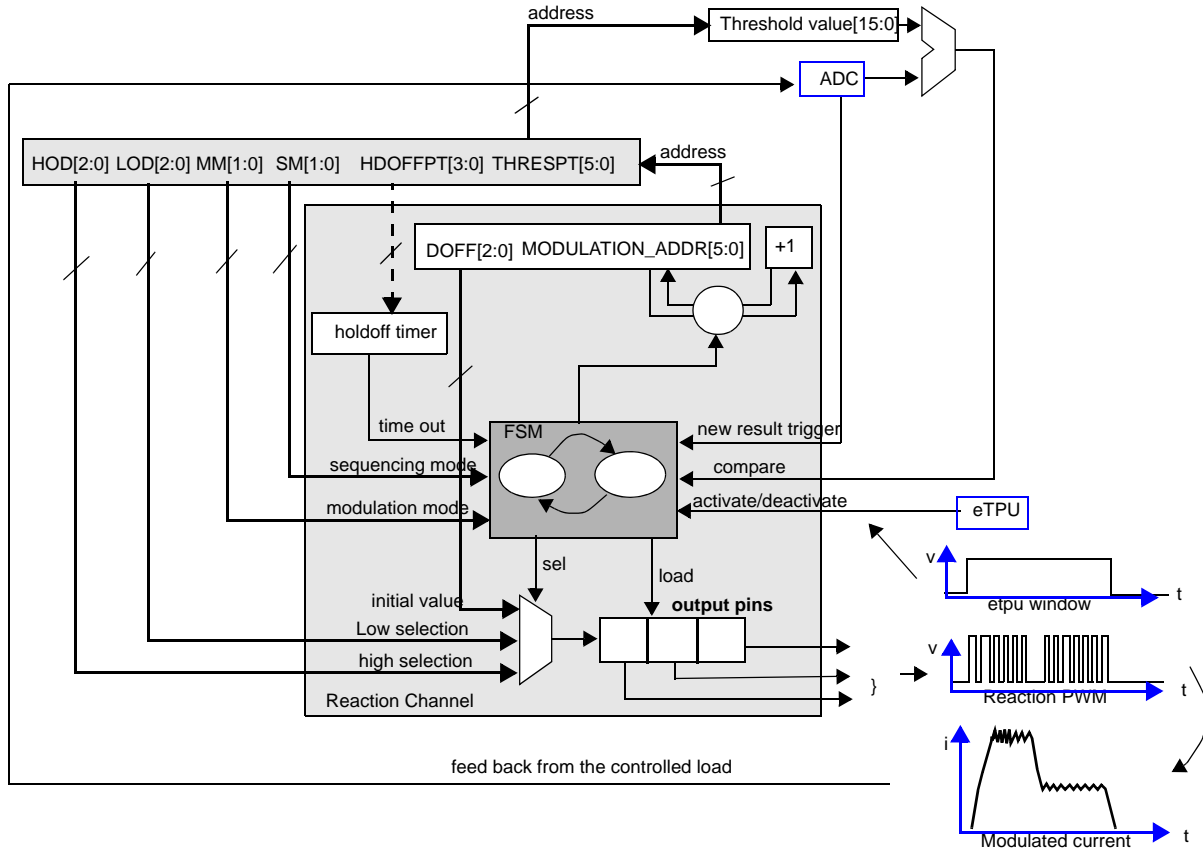 address
Threshold value[15:0]
ADC
HOD[2:0] LOD[2:0] MM[1:0] SM[1:0] HDOFFPT[3:0] THRESPT[5:0]
address
DOFF[2:0] MODULATION_ADDR[5:0]
+1
holdoff timer
time out
FSM
new result trigger
sequencing mode
compare
modulation mode
activate/deactivate
eTPU
sel
load
v
t
etpu window
initial value
output pins
Low selection
high selection
v
}
t
Reaction PWM
Reaction Channel
i
feed back from the controlled load
t
Modulated current